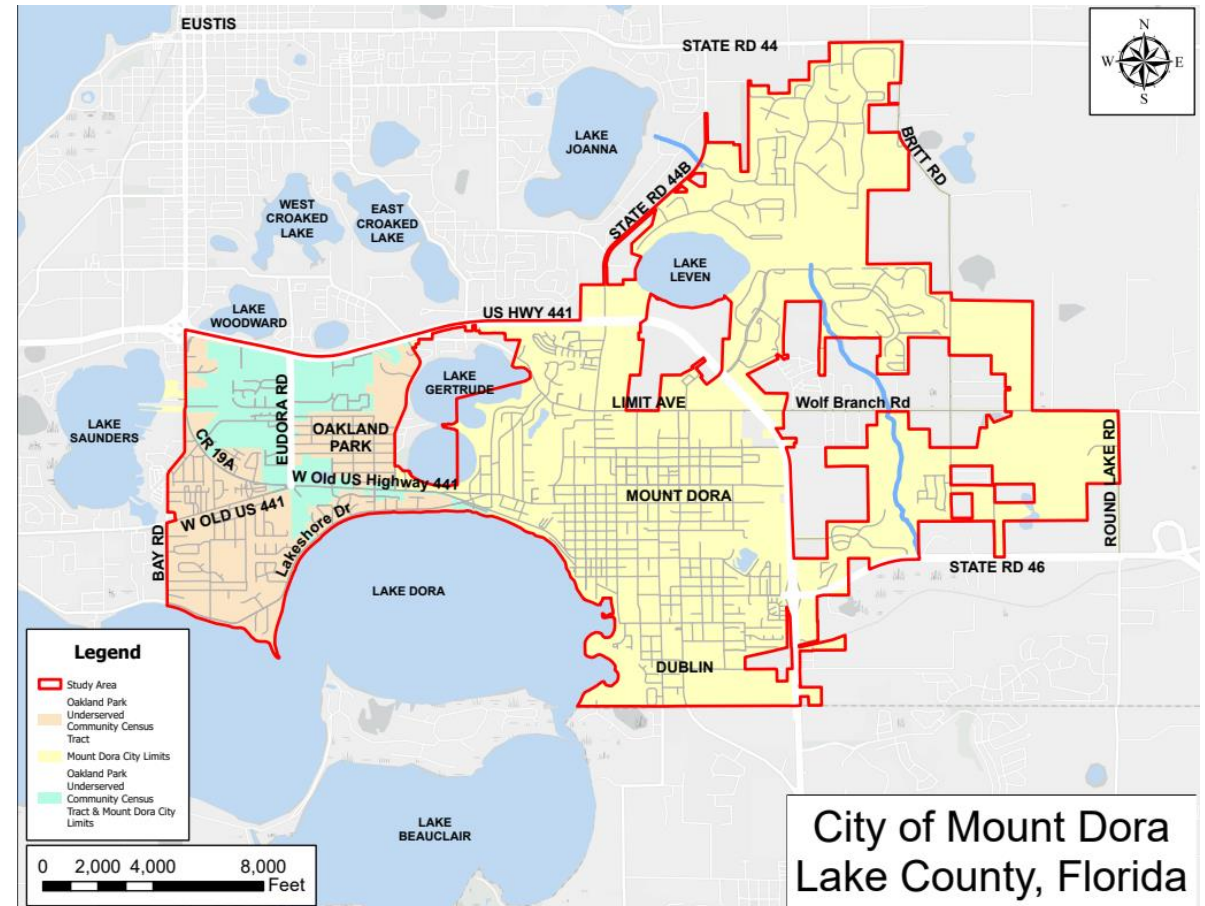 EUSTIS
STATE RD 44
N
W E
S
LAKE
JOANNA
BRITT RD
STATE RD 44B
WEST
CROAKED
LAKE
EAST
CROAKED
LAKE
LAKE
LEVEN
LAKE
WOODWARD
US HWY 441
LAKE
GERTRUDE
EUDORA RD
LIMIT AVE
Wolf Branch Rd
LAKE
SAUNDERS
OAKLAND
PARK
CR 19A
W Old US Highway 441
MOUNT DORA
ROUND LAKE RD
W OLD US 441
BAY RD
Lakeshore Dr
STATE RD 46
LAKE DORA
DUBLIN
LAKE
BEAUCLAIR
Legend
Study Area
Oakland Park
Underserved
Community Census
Tract
Mount Dora City Limits
Oakland Park
Underserved
Community Census
Tract & Mount Dora City
Limits
0 2,000 4,000 8,000
Feet
City of Mount Dora
Lake County, Florida